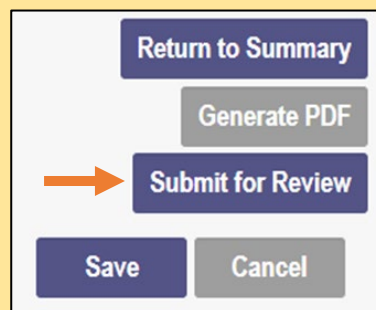 Return to Summary
Generate PDF
Submit for Review
Save Cancel